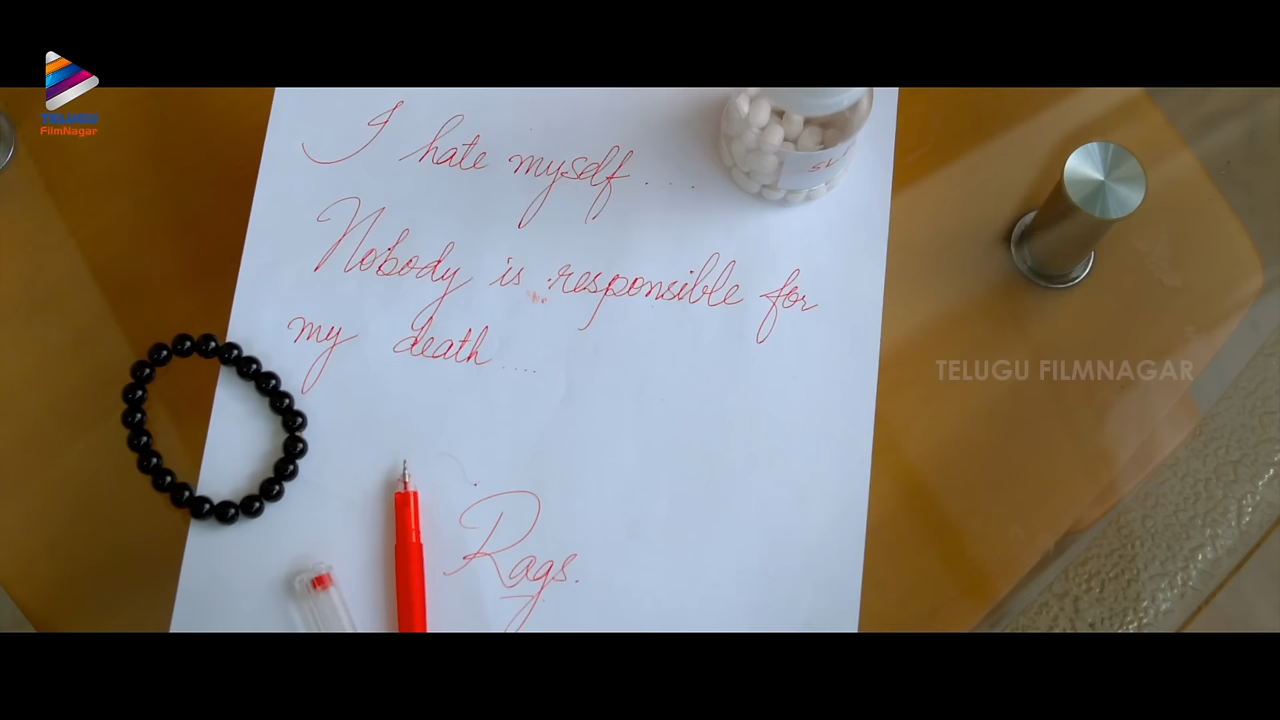 TELUGU
FilmNagar
I hate myself....
Nobody is responsible for
my death....
TELUGU FILMNAGAR
Rags.